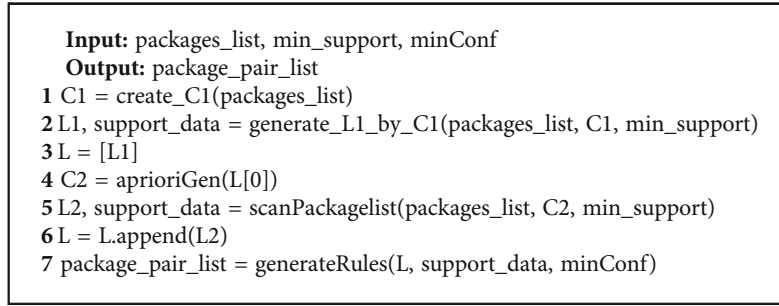 Input: packages_list, min_support, minConf
Output: package_pair_list
1 C1 = create_C1(packages_list)
2 L1, support_data = generate_L1_by_C1(packages_list, C1, min_support)
3 L = [L1]
4 C2 = aprioriGen(L[0])
5 L2, support_data = scanPackagelist(packages_list, C2, min_support)
6 L = L.append(L2)
7 package_pair_list = generateRules(L, support_data, minConf)